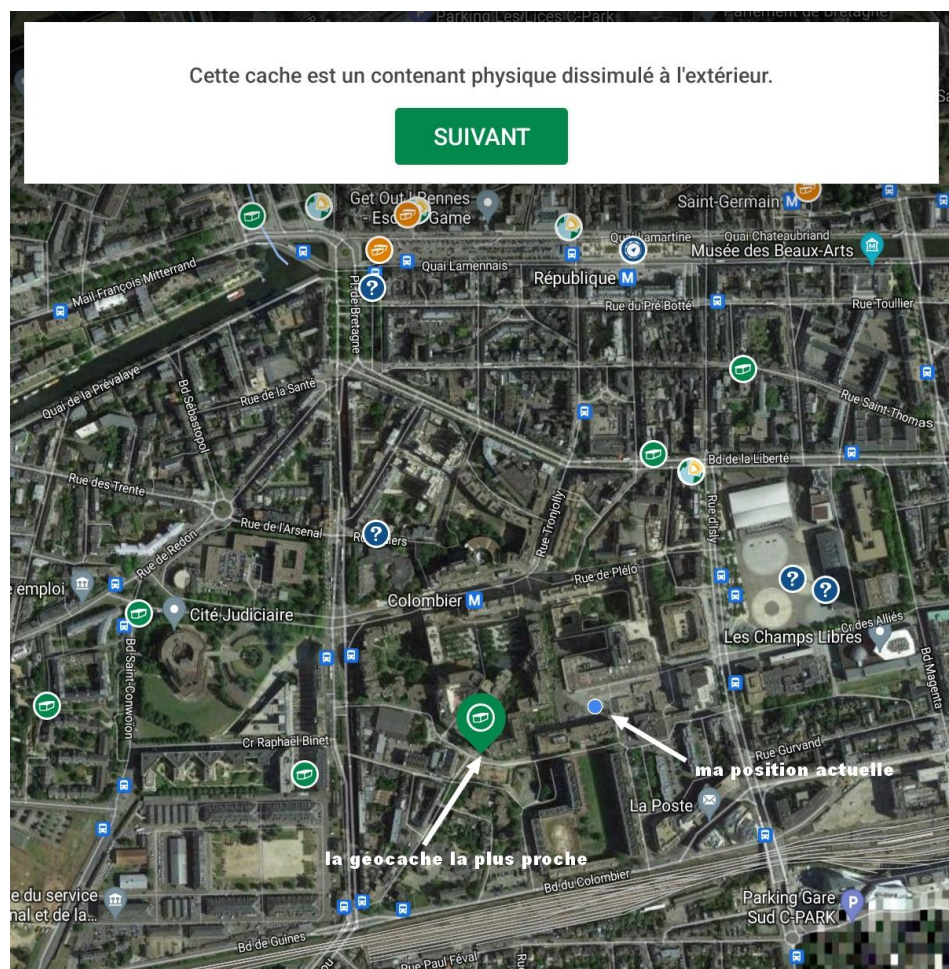 Parking Les Lices C-Park
Parlement de Bretagne
Cette cache est un contenant physique dissimulé à l'extérieur.
SUIVANT
Get Out ! Rennes
- Escape Game
Saint-Germain M
Quai Lamartine
Quai Chateaubriand
Musée des Beaux-Arts
Quai Lamennais
Mail François Mitterrand
République M
Pl. de Bretagne
Rue du Pré Botté
Rue Toullier
Quai de la Prévalaye
Bd Sébastopol
Rue de la Santé
Rue Saint-Thomas
Bd de la Liberté
Rue des Trente
Rue Tronjolly
Rue d'Isly
Rue de l'Arsenal
Rue de Redon
Rue de Plélo
e emploi
Colombier M
Cité Judiciaire
Cr des Alliés
Les Champs Libres
Bd Saint-Conwoïon
Bd Magenta
Cr Raphaël Binet
Rue Gurvand
ma position actuelle
La Poste
la géocache la plus proche
Bd du Colombier
e du service
nal et de la...
Parking Gare
Sud C-PARK
P
Bd de Guines
Rue Paul Féval